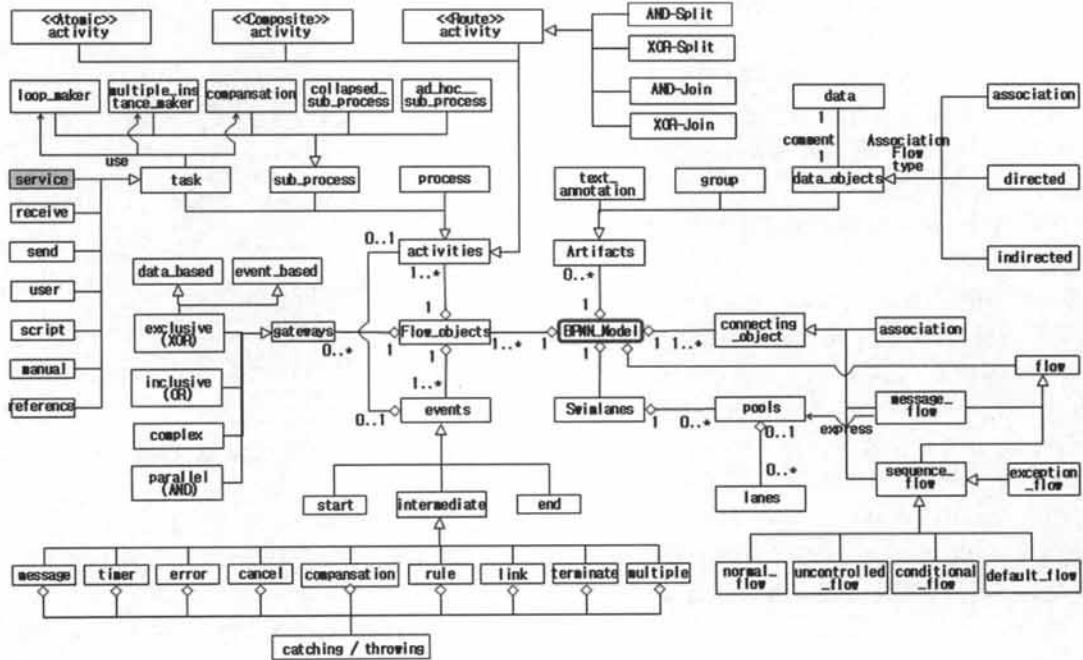 <<Atomic>>
activity
<<Composite>>
activity
<<Route>>
activity
AND-Split
XOR-Split
AND-Join
XOR-Join
loop_maker
multiple_ins
tance_maker
compansation
collapsed_
sub_process
ad_hoc__
sub_process
use
data
1
comment
1
data_objects
Association
Flow
type
association
directed
indirected
service
receive
send
user
script
manual
reference
task
sub_process
process
text_
annotation
group
0..1
activities
1..*
1
Artifacts
0..*
1
data_based
event_based
exclusive
(XOR)
inclusive
(OR)
complex
parallel
(AND)
gateways
0..*
1
Flow_objects
1..*
1
BPMN_Model
1
1..*
connecting
_object
association
flow
1
1..*
events
0..1
1
Swimlanes
1
0..*
pools
express
message_
flow
0..1
0..*
lanes
sequence_
flow
exception
_flow
start
intermediate
end
message
timer
error
cancel
compansation
rule
link
terminate
multiple
normal_
flow
uncontrolled
_flow
conditional
_flow
default_flow
catching / throwing